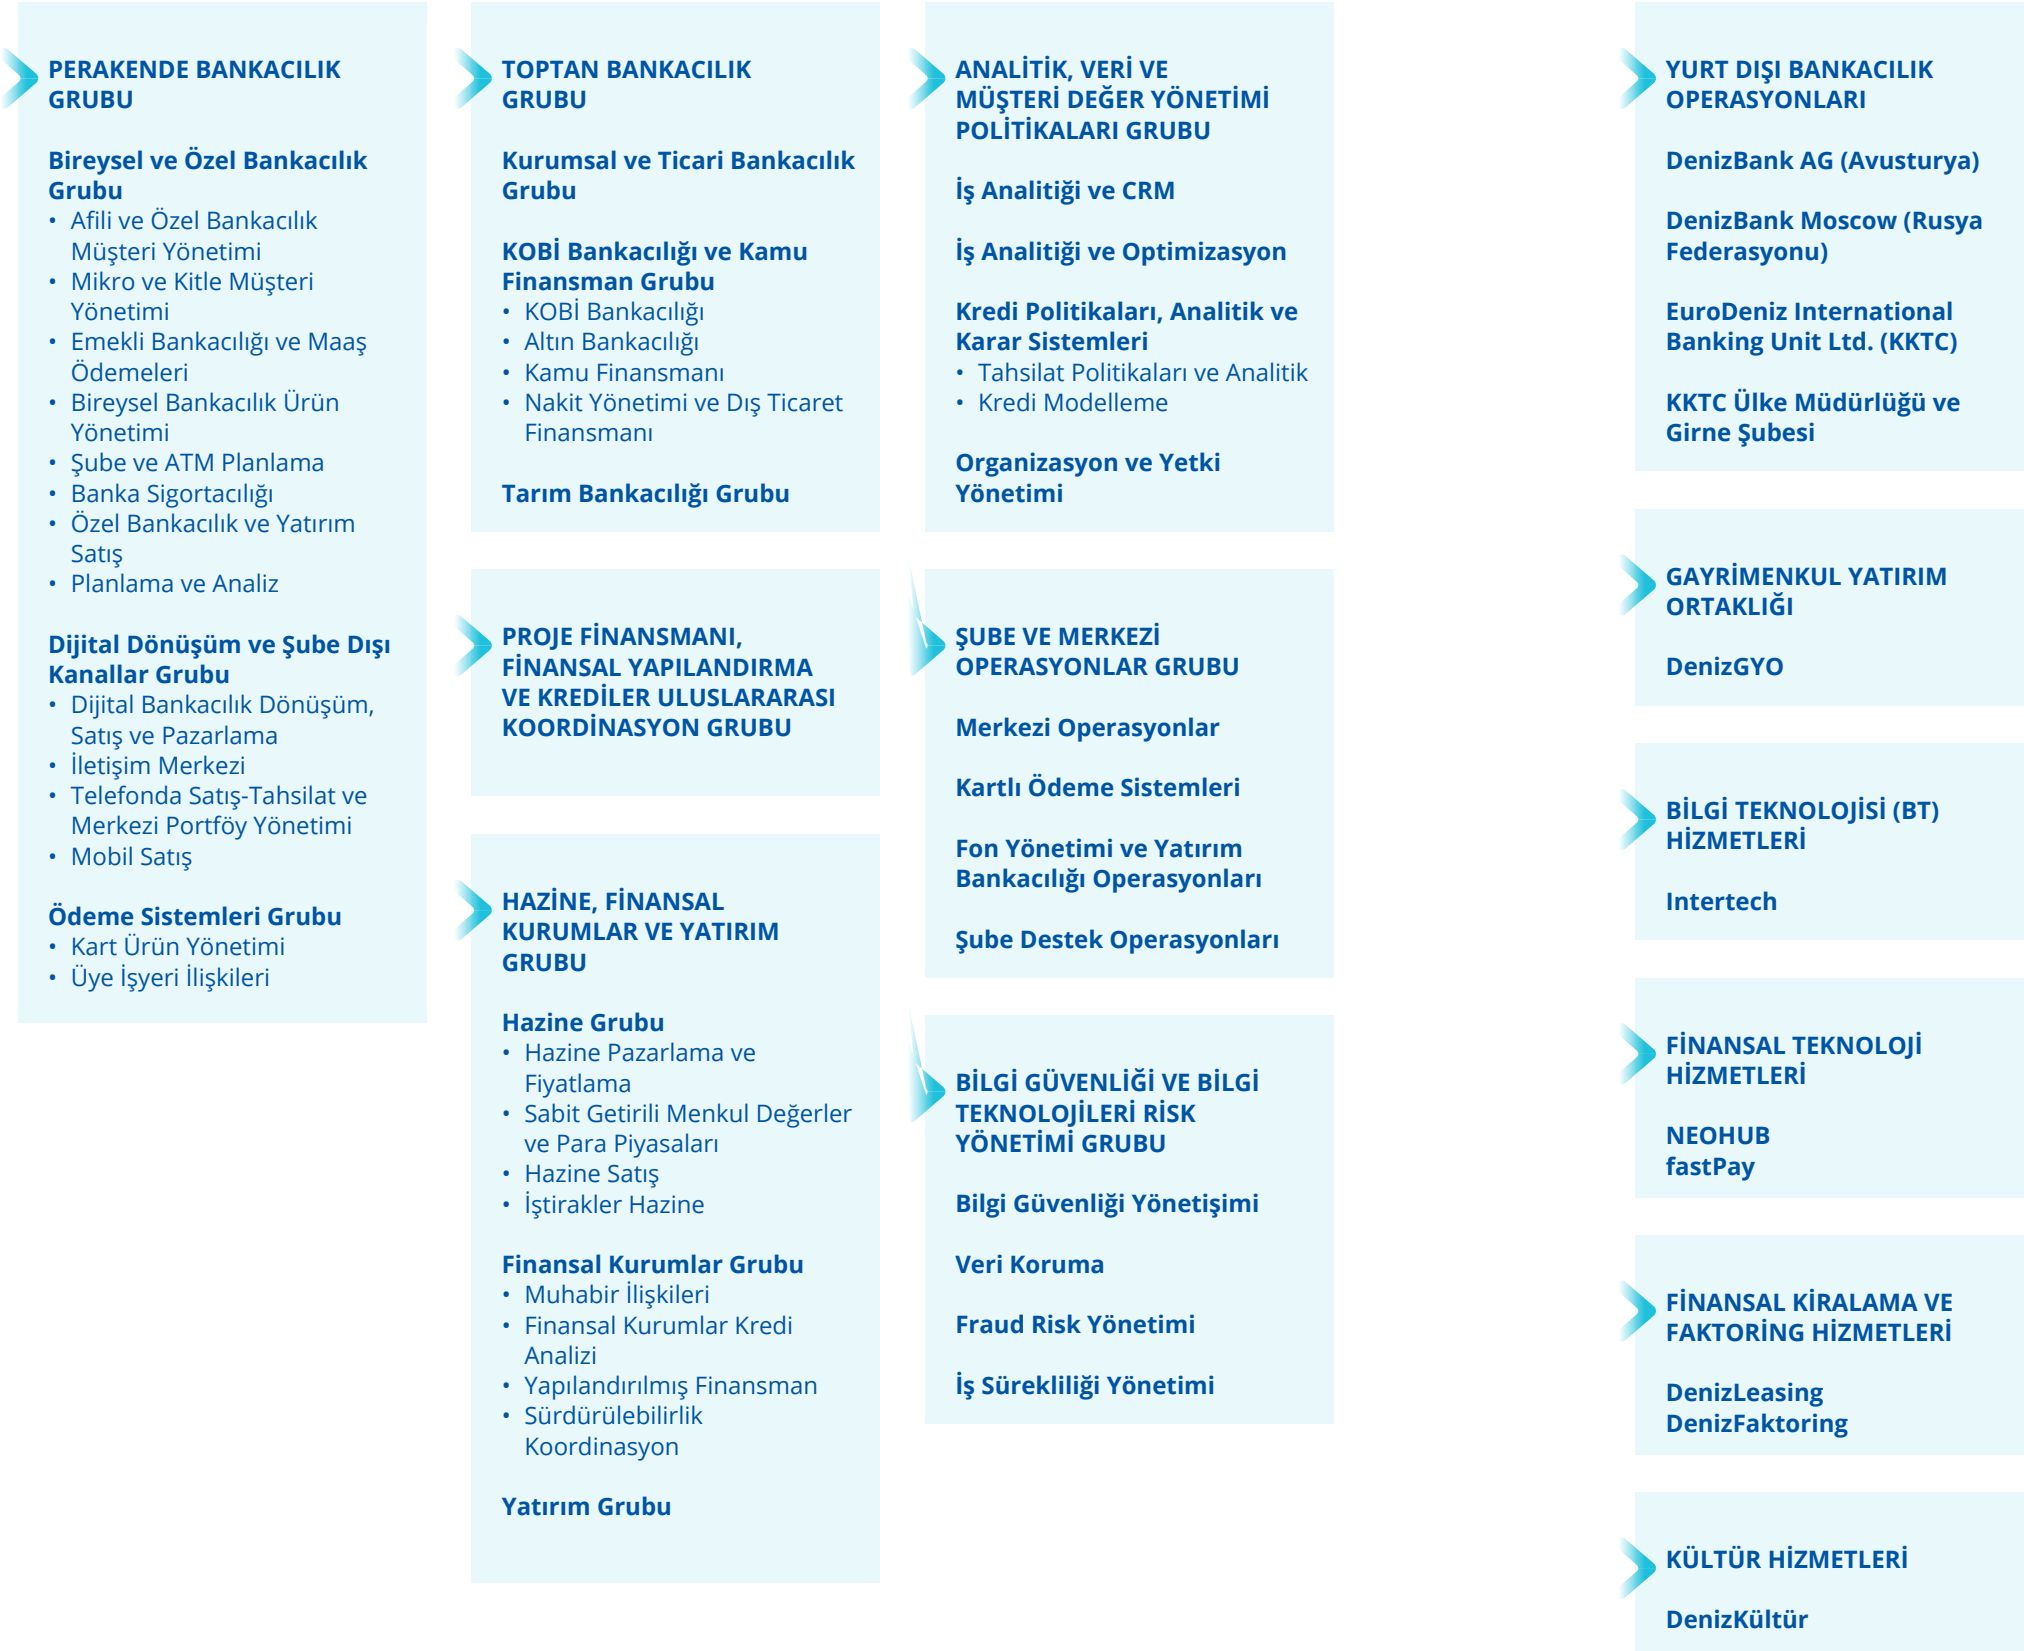 PERAKENDE BANKACILIK
GRUBU
Bireysel ve Özel Bankacılık
Grubu
• Afili ve Özel Bankacılık
Müşteri Yönetimi
• Mikro ve Kitle Müşteri
Yönetimi
• Emekli Bankacılığı ve Maaş
Ödemeleri
• Bireysel Bankacılık Ürün
Yönetimi
• Şube ve ATM Planlama
• Banka Sigortacılığı
• Özel Bankacılık ve Yatırım
Satış
• Planlama ve Analiz
Dijital Dönüşüm ve Şube Dışı
Kanallar Grubu
• Dijital Bankacılık Dönüşüm,
Satış ve Pazarlama
• İletişim Merkezi
• Telefonda Satış-Tahsilat ve
Merkezi Portföy Yönetimi
• Mobil Satış
Ödeme Sistemleri Grubu
• Kart Ürün Yönetimi
• Üye İşyeri İlişkileri
TOPTAN BANKACILIK
GRUBU
Kurumsal ve Ticari Bankacılık
Grubu
KOBİ Bankacılığı ve Kamu
Finansman Grubu
• KOBİ Bankacılığı
• Altın Bankacılığı
• Kamu Finansmanı
• Nakit Yönetimi ve Dış Ticaret
Finansmanı
Tarım Bankacılığı Grubu
PROJE FİNANSMANI,
FİNANSAL YAPILANDIRMA
VE KREDİLER ULUSLARARASI
KOORDİNASYON GRUBU
HAZİNE, FİNANSAL
KURUMLAR VE YATIRIM
GRUBU
Hazine Grubu
• Hazine Pazarlama ve
Fiyatlama
• Sabit Getirili Menkul Değerler
ve Para Piyasaları
• Hazine Satış
• İştirakler Hazine
Finansal Kurumlar Grubu
• Muhabir İlişkileri
• Finansal Kurumlar Kredi
Analizi
• Yapılandırılmış Finansman
• Sürdürülebilirlik
Koordinasyon
Yatırım Grubu
ANALİTİK, VERİ VE
MÜŞTERİ DEĞER YÖNETİMİ
POLİTİKALARI GRUBU
İş Analitiği ve CRM
İş Analitiği ve Optimizasyon
Kredi Politikaları, Analitik ve
Karar Sistemleri
• Tahsilat Politikaları ve Analitik
• Kredi Modelleme
Organizasyon ve Yetki
Yönetimi
ŞUBE VE MERKEZİ
OPERASYONLAR GRUBU
Merkezi Operasyonlar
Kartlı Ödeme Sistemleri
Fon Yönetimi ve Yatırım
Bankacılığı Operasyonları
Şube Destek Operasyonları
BİLGİ GÜVENLİĞİ VE BİLGİ
TEKNOLOJİLERİ RİSK
YÖNETİMİ GRUBU
Bilgi Güvenliği Yönetişimi
Veri Koruma
Fraud Risk Yönetimi
İş Sürekliliği Yönetimi
YURT DIŞI BANKACILIK
OPERASYONLARI
DenizBank AG (Avusturya)
DenizBank Moscow (Rusya
Federasyonu)
EuroDeniz International
Banking Unit Ltd. (KKTC)
KKTC Ülke Müdürlüğü ve
Girne Şubesi
GAYRİMENKUL YATIRIM
ORTAKLIĞI
DenizGYO
BİLGİ TEKNOLOJİSİ (BT)
HİZMETLERİ
Intertech
FİNANSAL TEKNOLOJİ
HİZMETLERİ
NEOHUB
fastPay
FİNANSAL KİRALAMA VE
FAKTORİNG HİZMETLERİ
DenizLeasing
DenizFaktoring
KÜLTÜR HİZMETLERİ
DenizKültür